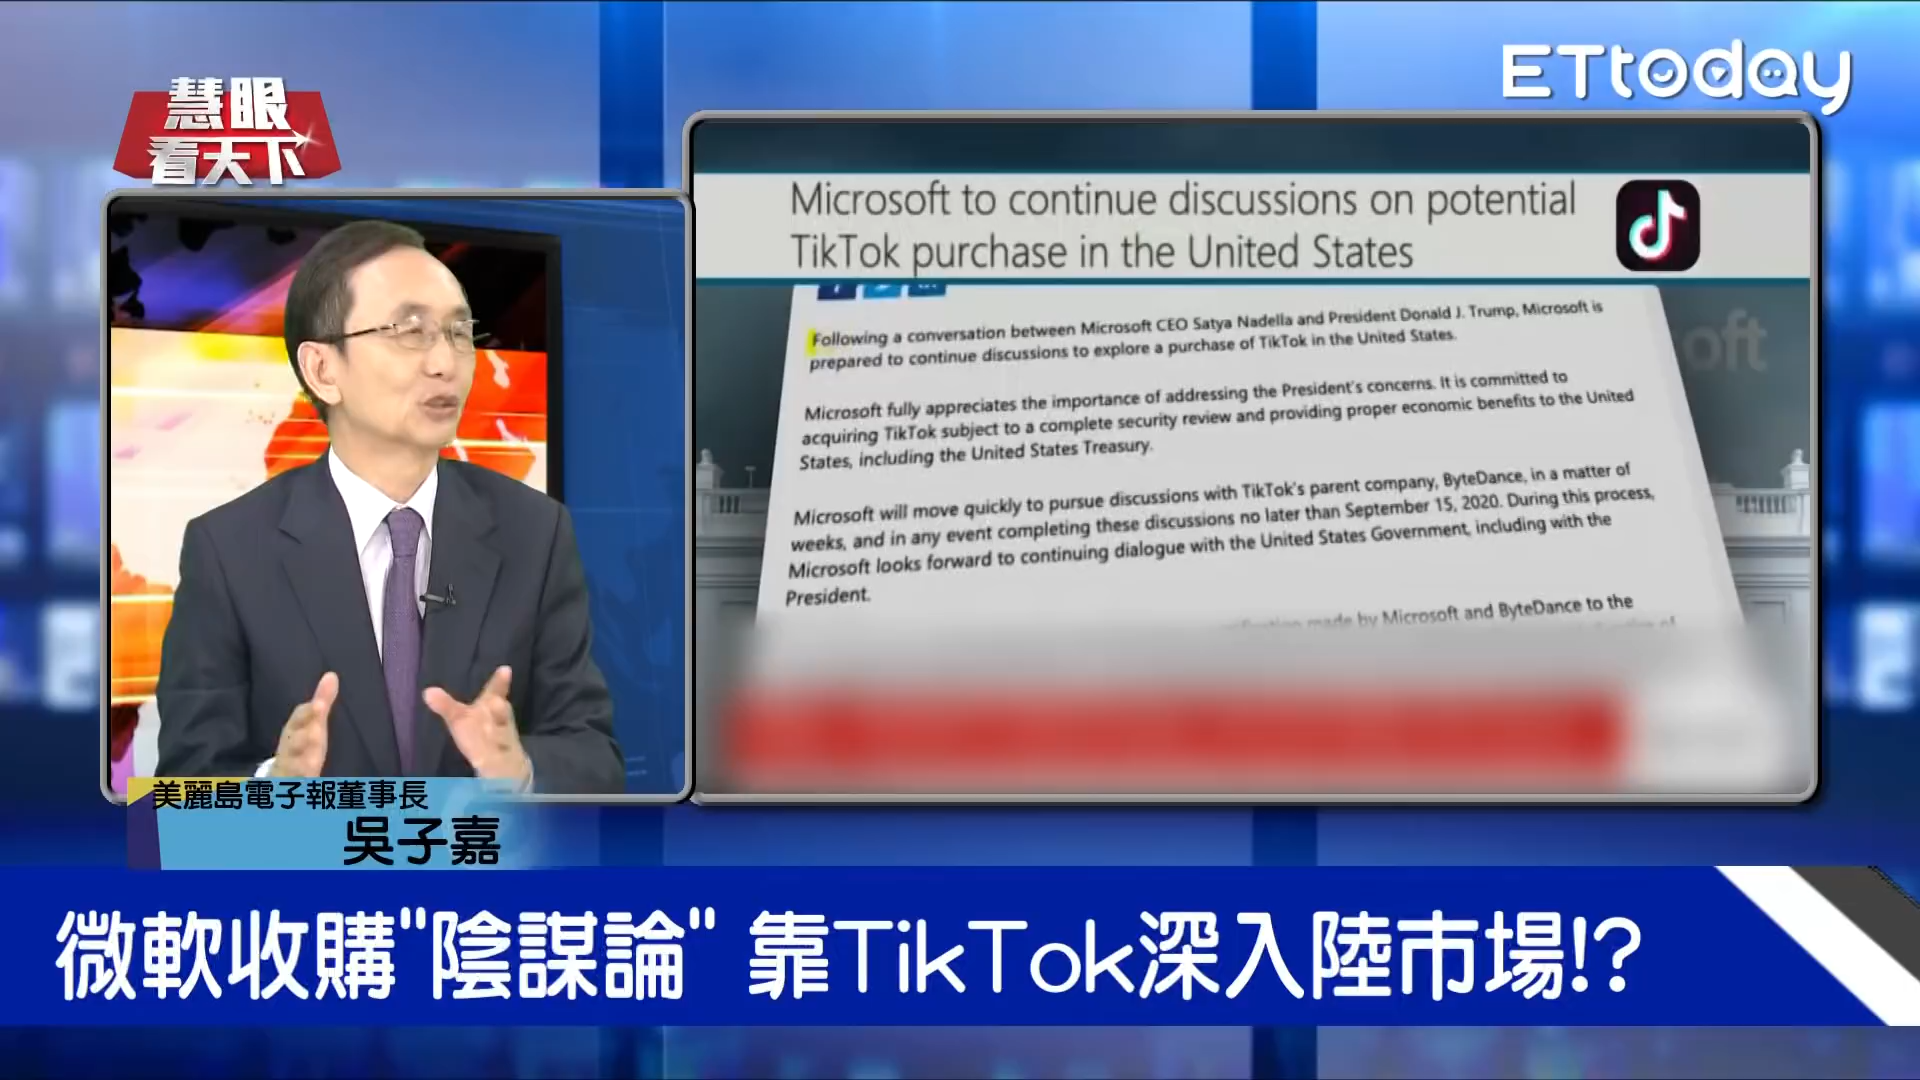 慧眼
看天下
ETtoday
Microsoft to continue discussions on potential
TikTok purchase in the United States
Following a conversation between Microsoft CEO Satya Nadella and President Donald J. Trump, Microsoft is
prepared to continue discussions to explore a purchase of TikTok in the United States.
Microsoft fully appreciates the importance of addressing the President's concerns. It is committed to
acquiring TikTok subject to a complete security review and providing proper economic benefits to the United
States, including the United States Treasury.
Microsoft will move quickly to pursue discussions with TikTok's parent company, ByteDance, in a matter of
weeks, and in any event completing these discussions no later than September 15, 2020. During this process,
Microsoft looks forward to continuing dialogue with the United States Government, including with the
President.
made by Microsoft and ByteDance to the
oft
美麗島電子報董事長
吳子嘉
微軟收購"陰謀論" 靠TikTok深入陸市場!?